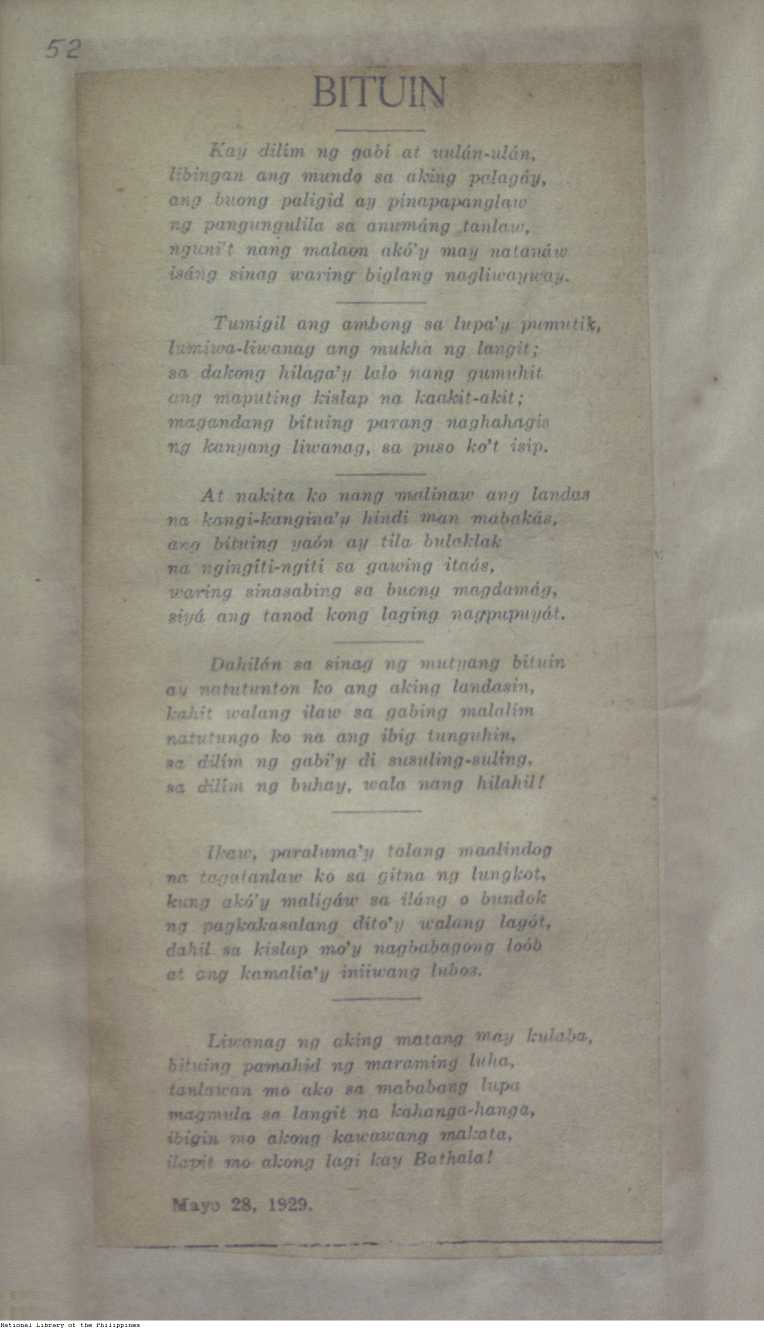 52
BITUIN
Kay dilim ng gabi at uulán-ulán,
libingan ang mundo sa aking palagáy,
ang buong paligid ay pinapapanglaw
ng pangungulila sa anumáng tanlaw,
nguni't nang malaon akó'y may natanáw
isáng sinag waring biglang nagliwayway.
Tumigil ang ambong sa lupa'y pumutik,
lumiwa-liwanag ang mukha ng langit;
sa dakong hilaga'y lalo nang gumuhit
ang maputing kislap na kaakit-akit;
magandang bituing parang naghahagis
ng kanyang liwanag, sa puso ko't isip.
At nakita ko nang malinaw ang landas
na kangi-kangina'y hindi man mabakás,
ang bituing yaón ay tila bulaklak
na ngingiti-ngiti sa gawing itaás,
waring sinasabing sa buong magdamág,
siyá ang tanod kong laging nagpupuyát.
Dahilán sa sinag ng mutyang bituin
ay natutunton ko ang aking landasin,
kahit walang ilaw sa gabing malalim
natutungo ko na ang ibig tunguhin,
sa dilim ng gabi'y di susuling-suling,
sa dilim ng buhay, wala nang hilahil!
Ikaw, paraluma'y talang maalindog
na tagatanlaw ko sa gitna ng lungkot,
kung akó'y maligáw sa iláng o bundok
ng pagkakasalang dito'y walang lagót,
dahil sa kislap mo'y nagbabagong loób
at ang kamalia'y iniiwang lubos.
Liwanag ng aking matang may kulaba,
bituing pamahid ng maraming luha,
tanlawan mo ako sa mababang lupa
magmula sa langit na kahanga-hanga,
ibigin mo akong kawawang makata,
ilapit mo akong lagi kay Bathala!
Mayo 28, 1929.
National Library of the Philippines